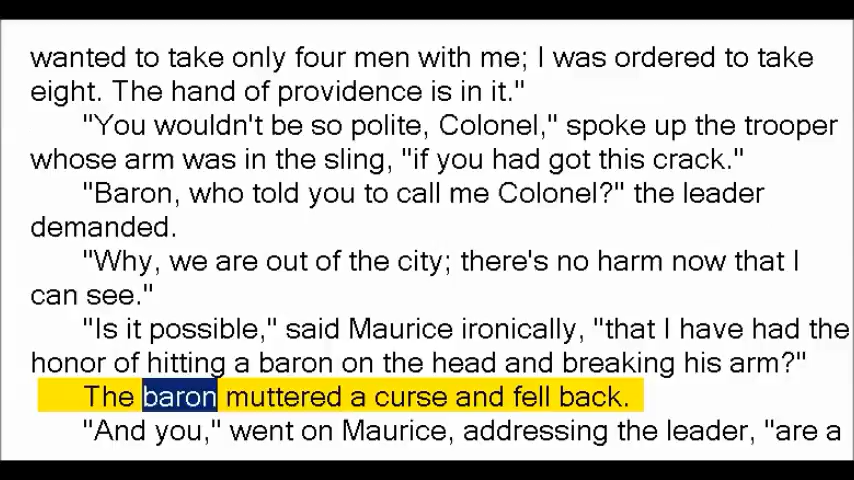 wanted to take only four men with me; I was ordered to take
eight. The hand of providence is in it."
"You wouldn't be so polite, Colonel," spoke up the trooper
whose arm was in the sling, "if you had got this crack."
"Baron, who told you to call me Colonel?" the leader
demanded.
"Why, we are out of the city; there's no harm now that I
can see."
"Is it possible," said Maurice ironically, "that I have had the
honor of hitting a baron on the head and breaking his arm?"
The baron muttered a curse and fell back.
"And you," went on Maurice, addressing the leader, "are a